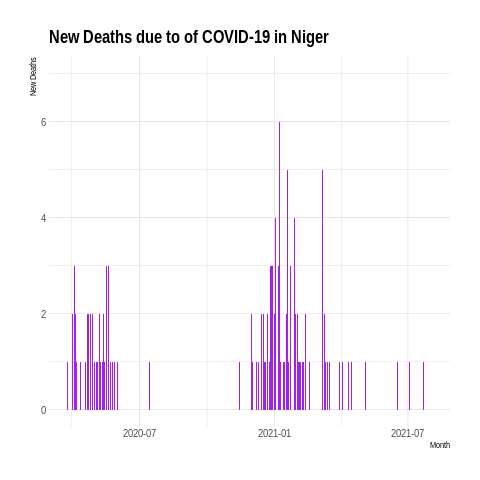 New Deaths due to of COVID-19 in Niger
New Deaths
6
4
2
0
2020-07
2021-01
2021-07
Month